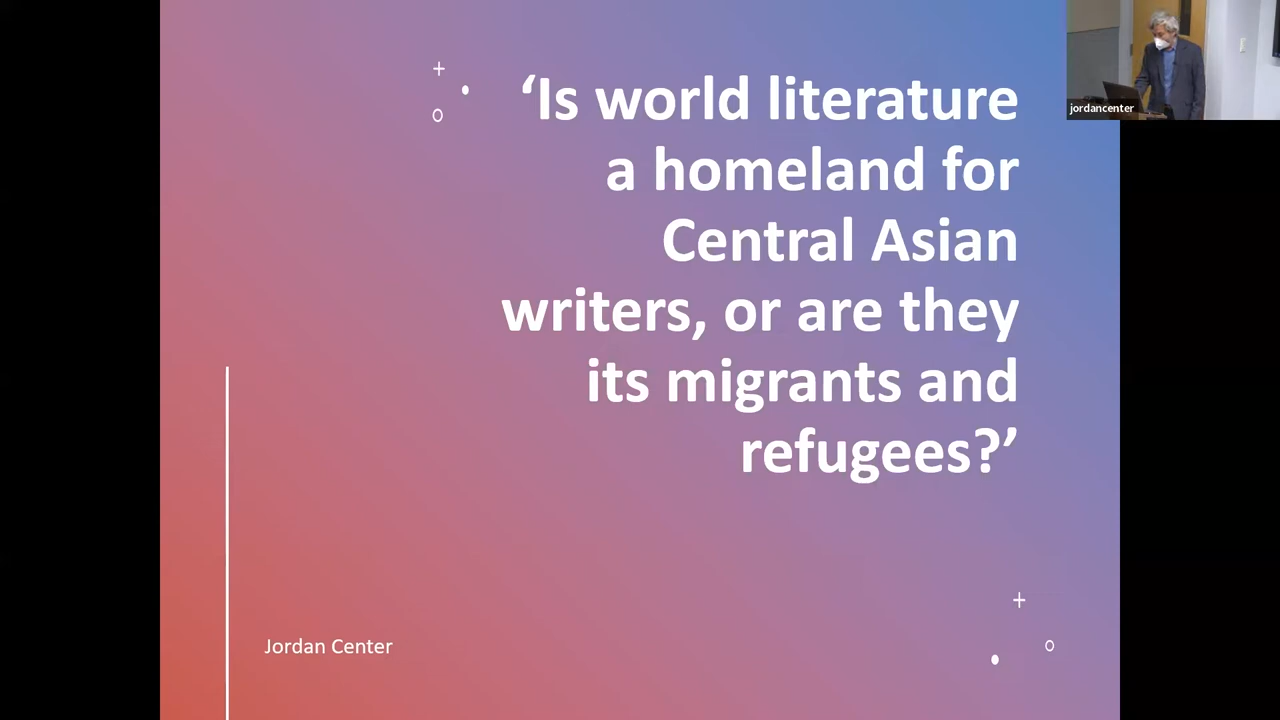 ‘Is world literature
a homeland for
Central Asian
writers, or are they
its migrants and
refugees?’
Jordan Center
jordancenter